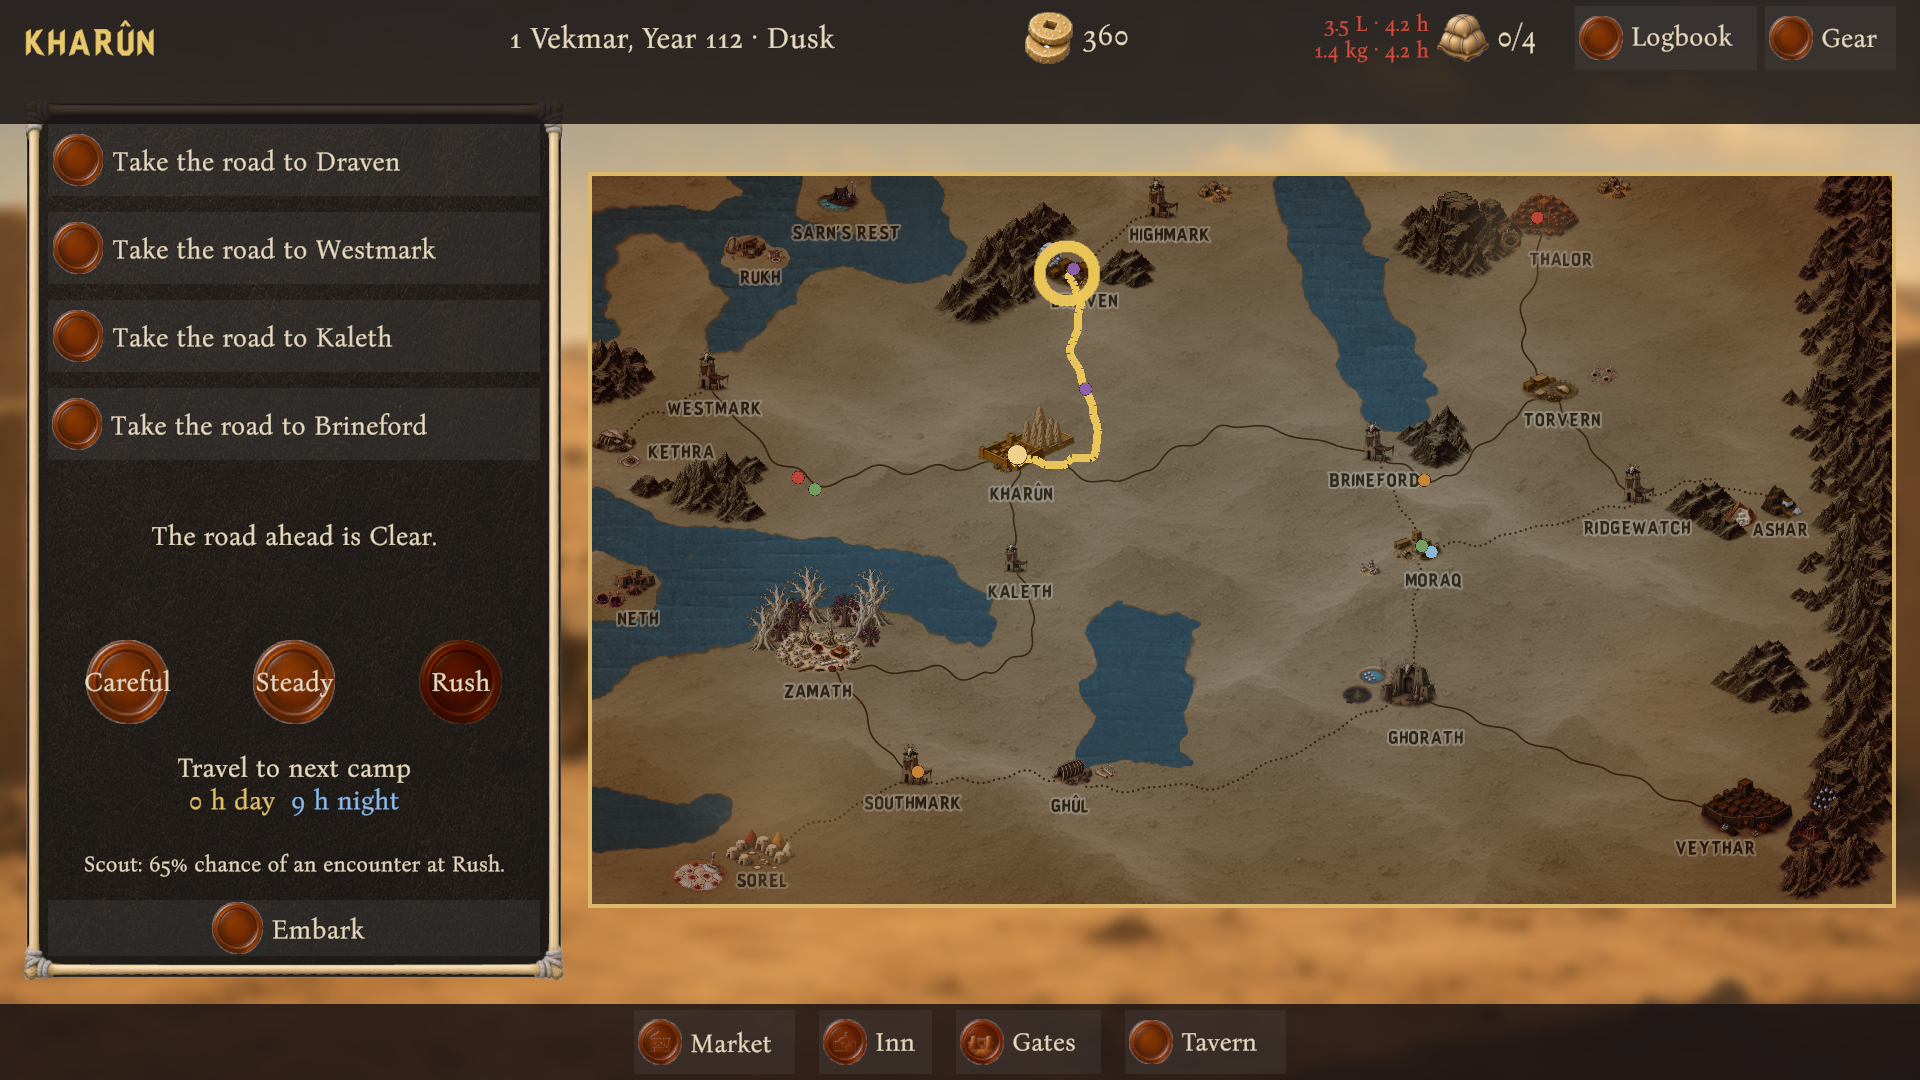 KHARÛN
1 Vekmar, Year 112 · Dusk
360
3.5 L · 4.2 h
1.4 kg · 4.2 h
0/4
Logbook
Gear
Take the road to Draven
Take the road to Westmark
Take the road to Kaleth
Take the road to Brineford
The road ahead is Clear.
Careful
Steady
Rush
Travel to next camp
0 h day 9 h night
Scout: 65% chance of an encounter at Rush.
Embark
SARN'S REST
HIGHMARK
RUKH
THALOR
WESTMARK
TORVERN
KETHRA
BRINEFORD
KHARÛN
RIDGEWATCH
ASHAR
MORAQ
KALETH
NETH
ZAMATH
GHORATH
SOUTHMARK
GHÛL
VEYTHAR
SOREL
Market
Inn
Gates
Tavern